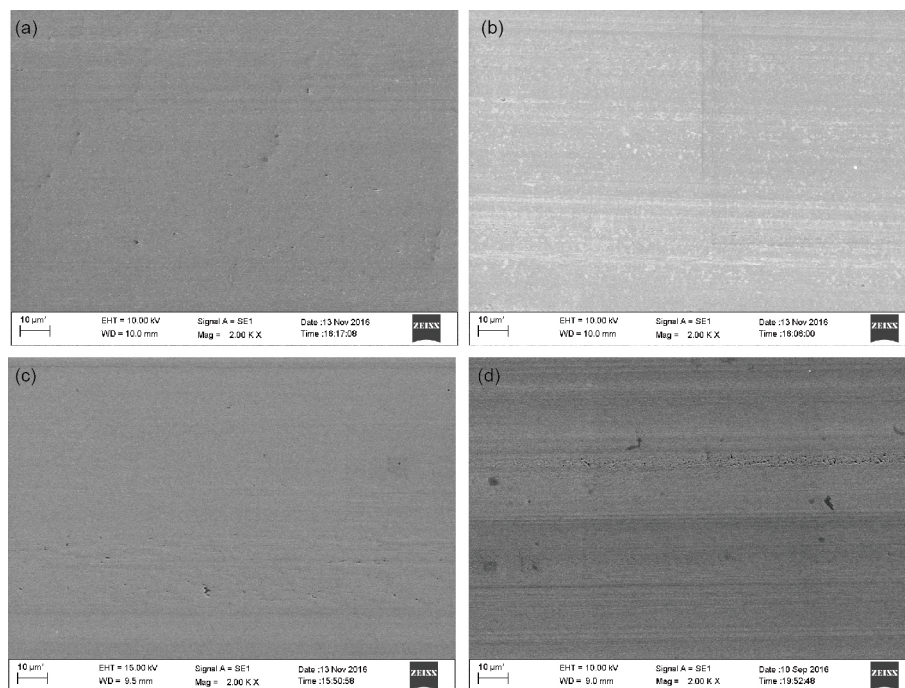 (a)
(b)
10 µm
EHT = 10.00 kV
Signal A = SE1
Date :13 Nov 2016
WD = 10.0 mm
Mag = 2.00 K X
Time :16:17:08
ZEISS
10 µm
EHT = 10.00 kV
Signal A = SE1
Date :13 Nov 2016
WD = 10.0 mm
Mag = 2.00 K X
Time :16:06:00
ZEISS
(c)
(d)
10 µm
EHT = 15.00 kV
Signal A = SE1
Date :13 Nov 2016
WD = 9.5 mm
Mag = 2.00 K X
Time :15:50:58
ZEISS
10 µm
EHT = 10.00 kV
Signal A = SE1
Date :10 Sep 2016
WD = 9.0 mm
Mag = 2.00 K X
Time :19:52:48
ZEISS